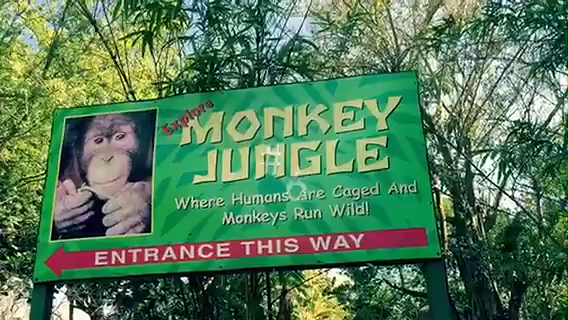 Explore
MONKEY
JUNGLE
Where Humans Are Caged And
Monkeys Run Wild!
ENTRANCE THIS WAY